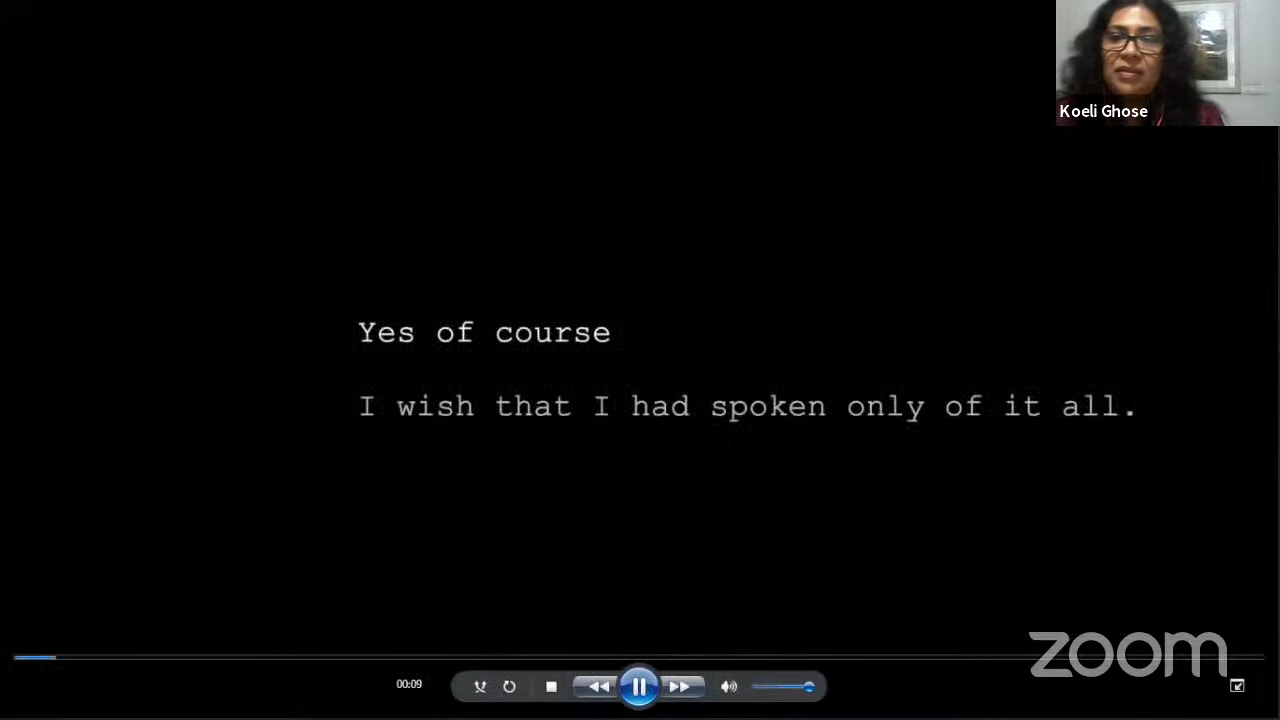 Koeli Ghose
Yes of course
I wish that I had spoken only of it all.
zoom
00:09